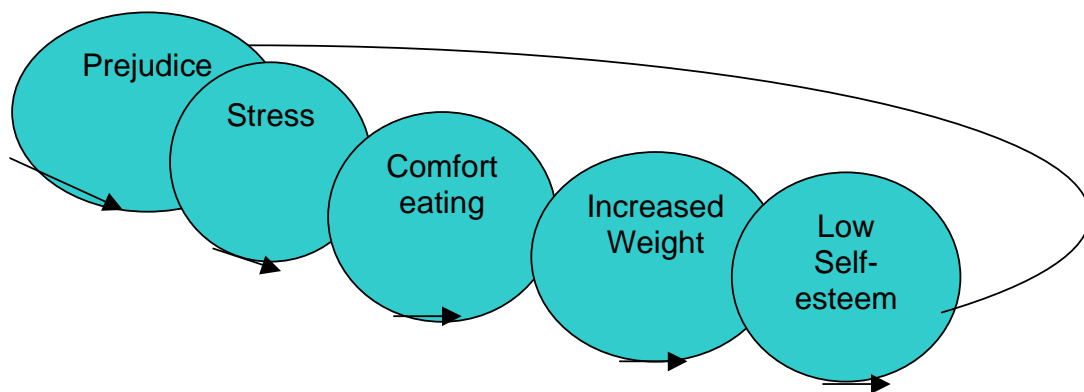 Prejudice
Stress
Comfort
eating
Increased
Weight
Low
Self-
esteem